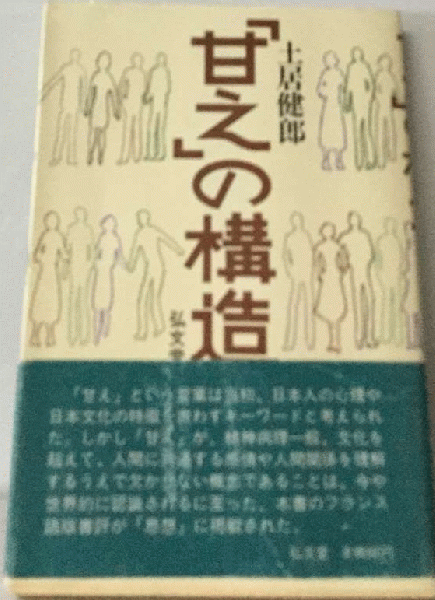 土居健郎
「甘え」の構造
弘文堂
「甘え」という言葉は当初、日本人の心理や
日本文化の特徴を表わすキーワードと考えられ
た。しかし「甘え」が、精神病理一般、文化を
超えて、人間に共通する感情や人間関係を理解
するうえで欠かせない概念であることは、今や
世界的に認識されるに至った。本書のフランス
語版書評が『思想』に掲載された。
弘文堂